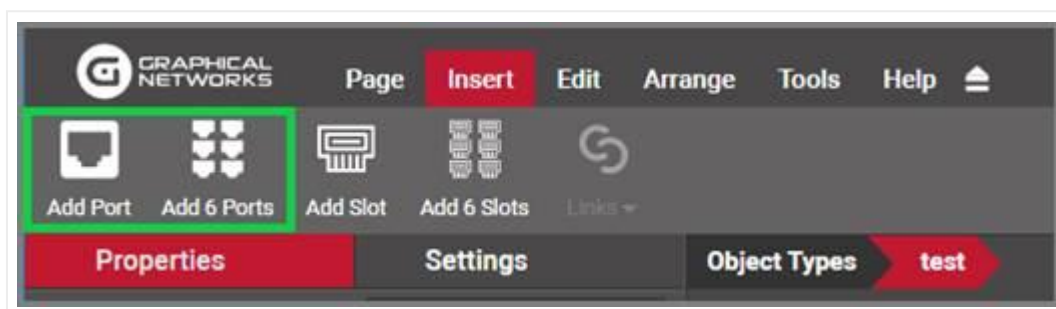 GRAPHICAL
NETWORKS
Page Insert Edit Arrange Tools Help
Add Port Add 6 Ports Add Slot Add 6 Slots Links
Properties Settings Object Types test